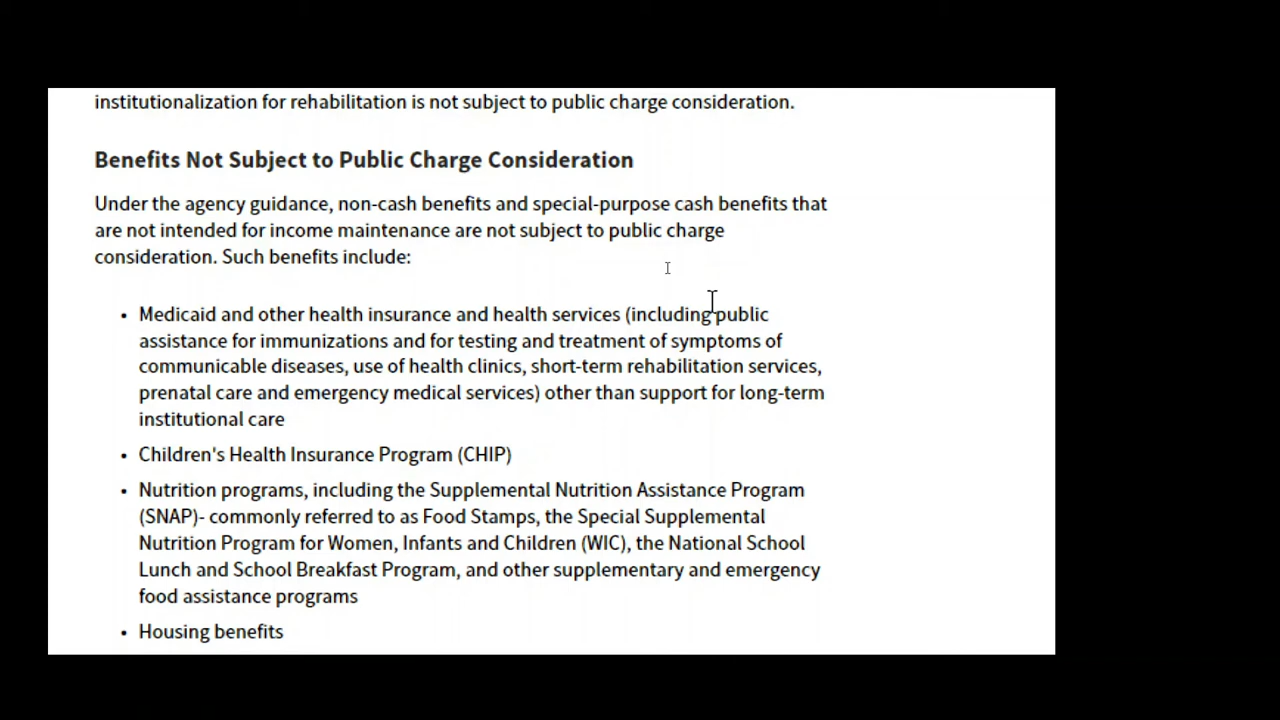 institutionalization for rehabilitation is not subject to public charge consideration.
Benefits Not Subject to Public Charge Consideration
Under the agency guidance, non-cash benefits and special-purpose cash benefits that
are not intended for income maintenance are not subject to public charge
consideration. Such benefits include:
• Medicaid and other health insurance and health services (including public
assistance for immunizations and for testing and treatment of symptoms of
communicable diseases, use of health clinics, short-term rehabilitation services,
prenatal care and emergency medical services) other than support for long-term
institutional care
• Children's Health Insurance Program (CHIP)
• Nutrition programs, including the Supplemental Nutrition Assistance Program
(SNAP)- commonly referred to as Food Stamps, the Special Supplemental
Nutrition Program for Women, Infants and Children (WIC), the National School
Lunch and School Breakfast Program, and other supplementary and emergency
food assistance programs
• Housing benefits